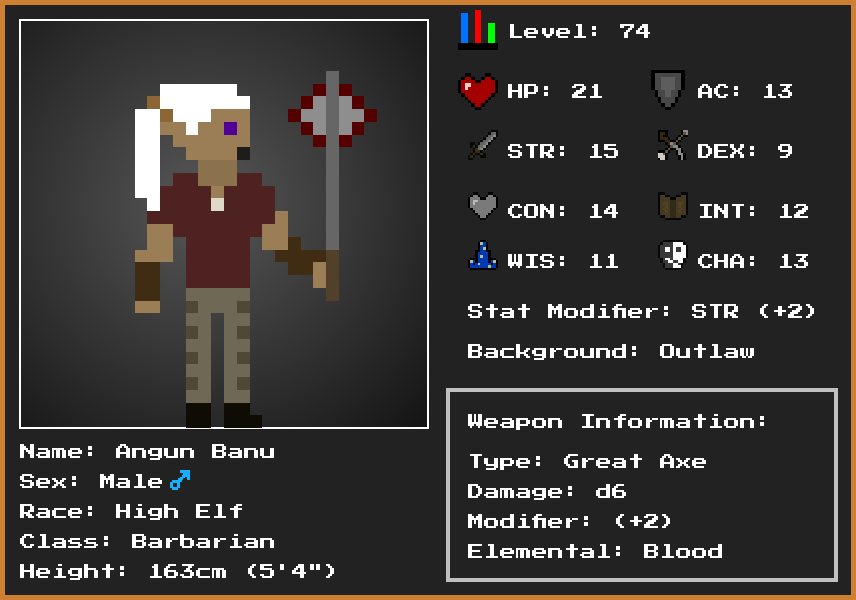 Level: 74
HP: 21 AC: 13
STR: 15 DEX: 9
CON: 14 INT: 12
WIS: 11 CHA: 13
Stat Modifier: STR (+2)
Background: Outlaw
Weapon Information:
Type: Great Axe
Damage: d6
Modifier: (+2)
Elemental: Blood
Name: Angun Banu
Sex: Male♂
Race: High Elf
Class: Barbarian
Height: 163cm (5'4")